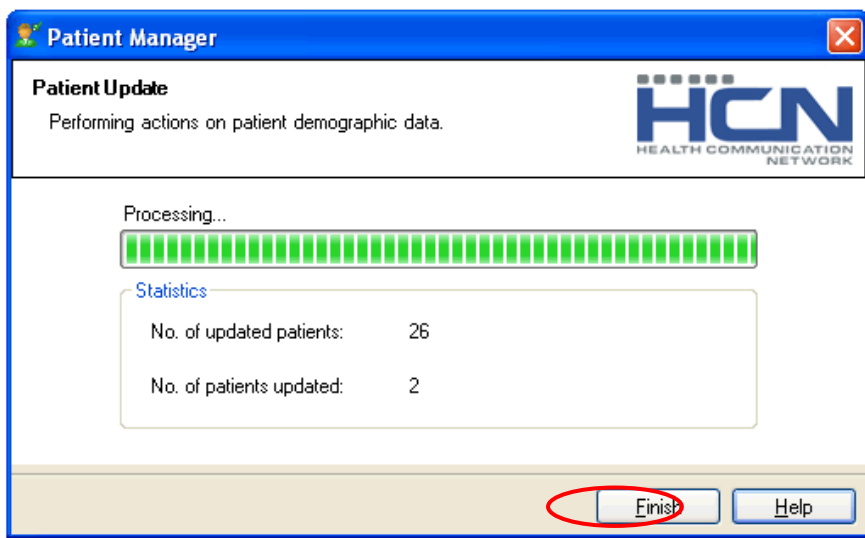 Patient Manager
Patient Update
Performing actions on patient demographic data.
HCN
HEALTH COMMUNICATION
NETWORK
Processing...
Statistics
No. of updated patients: 26
No. of patients updated: 2
Finish
Help